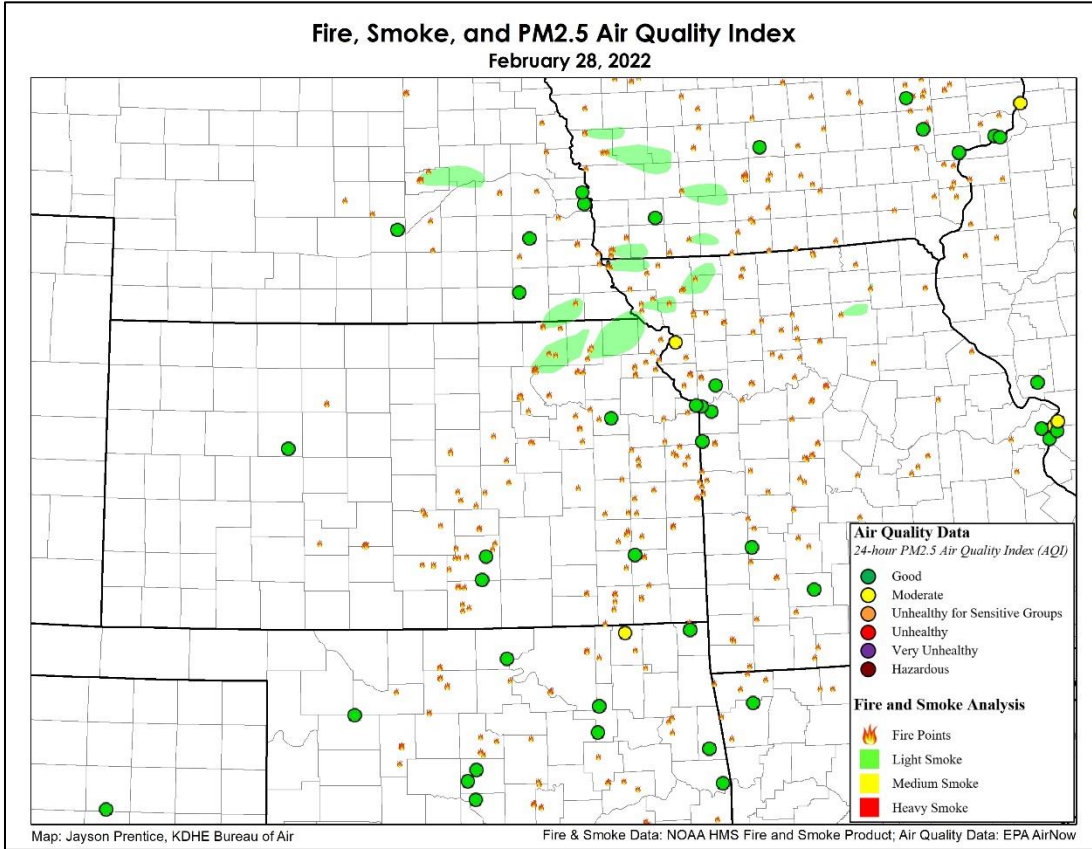 Fire, Smoke, and PM2.5 Air Quality Index
February 28, 2022
Air Quality Data
24-hour PM2.5 Air Quality Index (AQI)
Good
Moderate
Unhealthy for Sensitive Groups
Unhealthy
Very Unhealthy
Hazardous
Fire and Smoke Analysis
Fire Points
Light Smoke
Medium Smoke
Heavy Smoke
Map: Jayson Prentice, KDHE Bureau of Air
Fire & Smoke Data: NOAA HMS Fire and Smoke Product; Air Quality Data: EPA AirNow